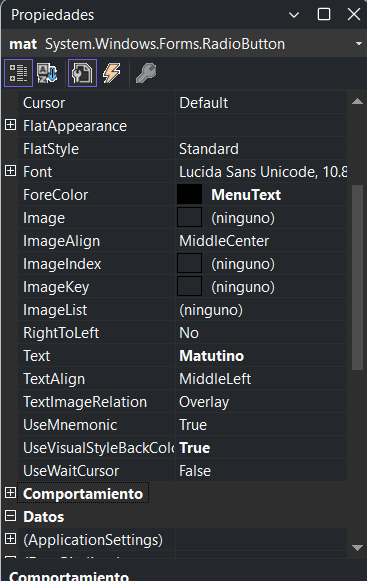 Propiedades
mat System.Windows.Forms.RadioButton
Cursor Default
FlatAppearance
FlatStyle Standard
Font Lucida Sans Unicode, 10.8
ForeColor MenuText
Image (ninguno)
ImageAlign MiddleCenter
ImageIndex (ninguno)
ImageKey (ninguno)
ImageList (ninguno)
RightToLeft No
Text Matutino
TextAlign MiddleLeft
TextImageRelation Overlay
UseMnemonic True
UseVisualStyleBackColo True
UseWaitCursor False
Comportamiento
Datos
(ApplicationSettings)
Comportamiento